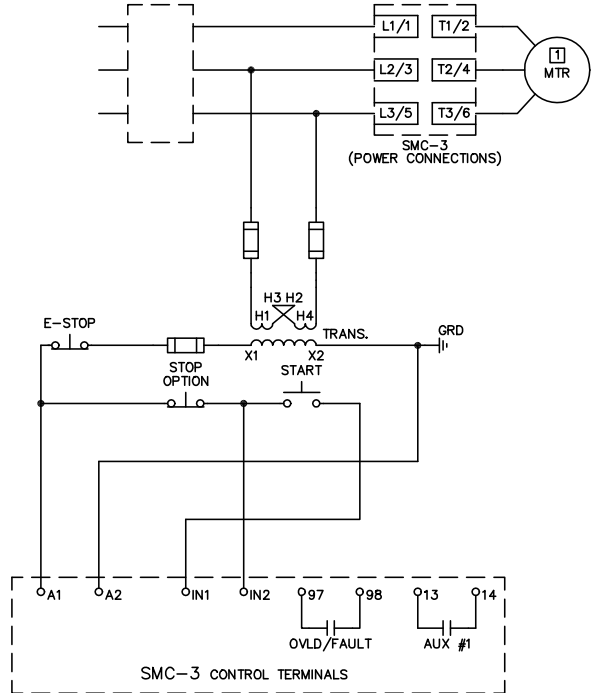 L1/1 T1/2
1
MTR
L2/3 T2/4
L3/5 T3/6
SMC-3
(POWER CONNECTIONS)
H3 H2
H1 H4
E-STOP
TRANS.
GRD
X1 X2
STOP
OPTION
START
A1 A2 IN1 IN2 97 98 13 14
OVLD/FAULT AUX #1
SMC-3 CONTROL TERMINALS